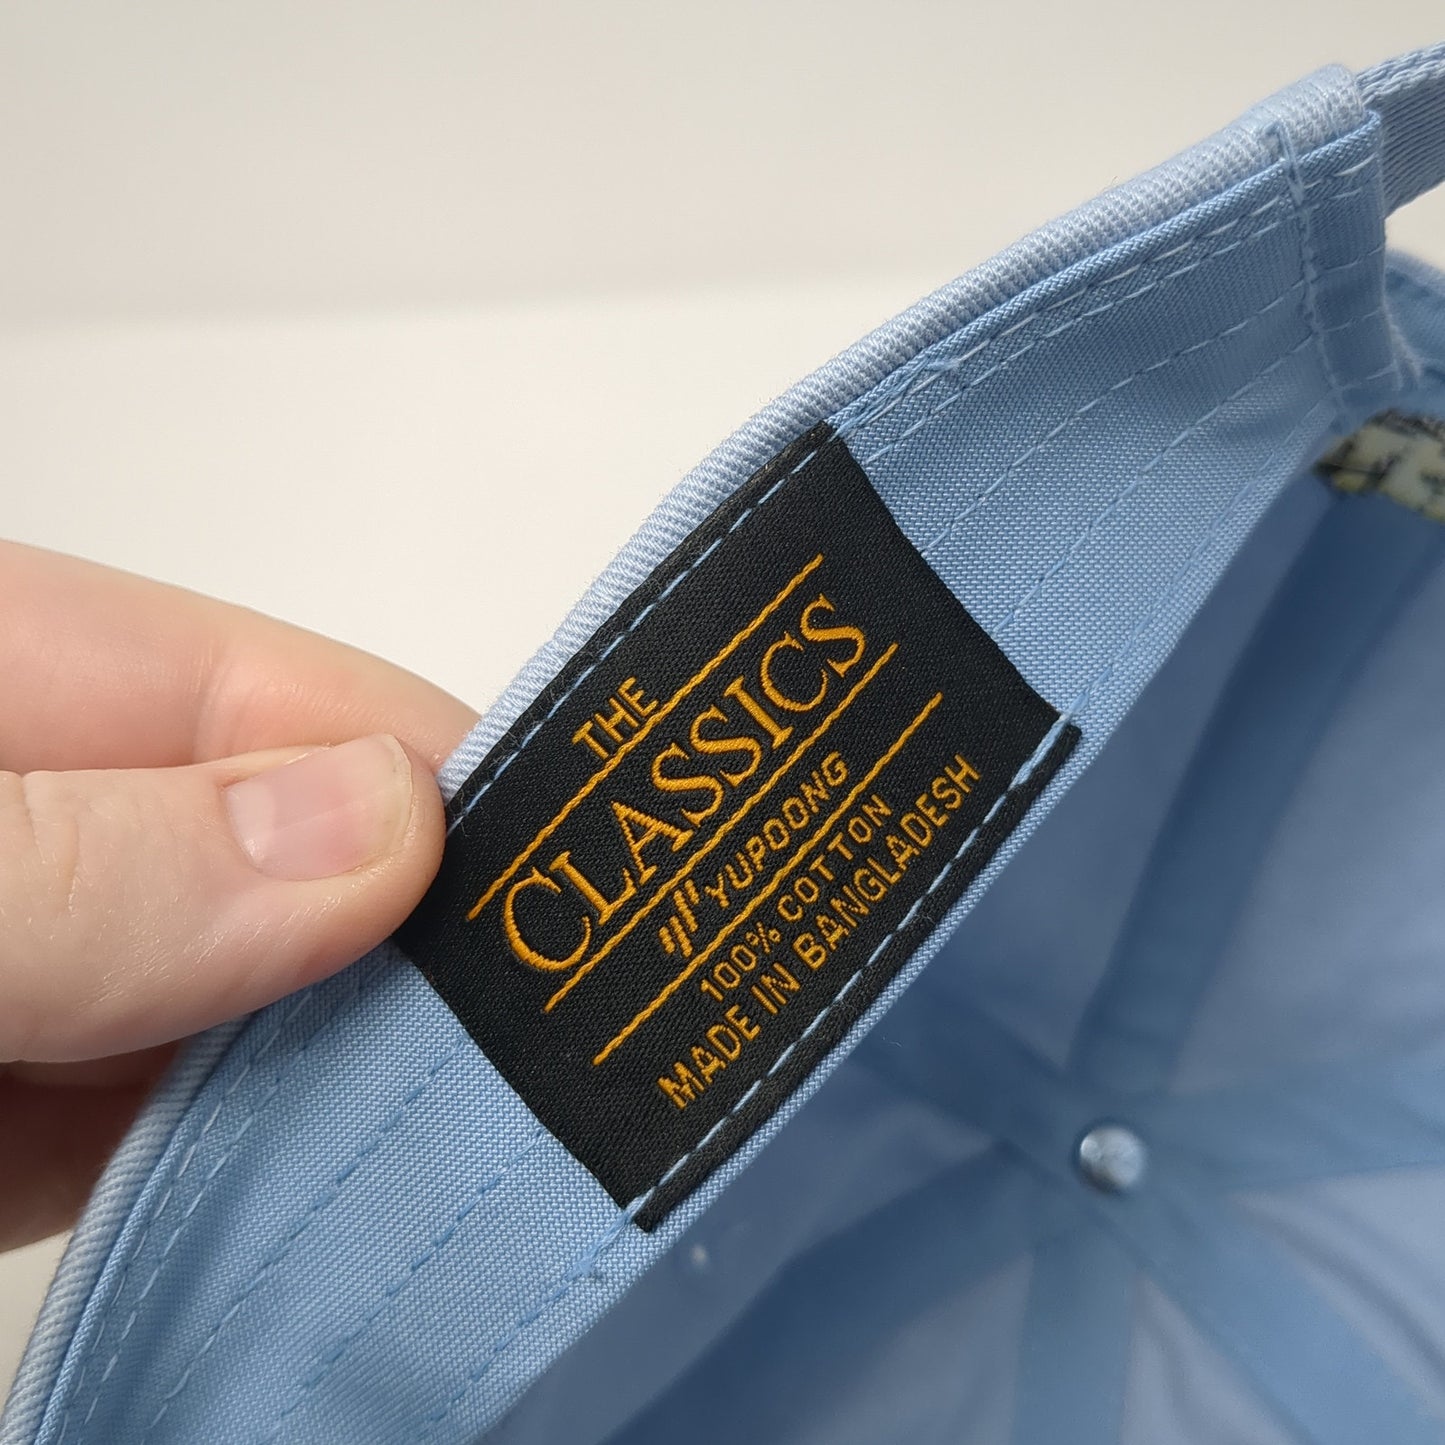 THE
CLASSICS
YUPOONG
100% COTTON
MADE IN BANGLADESH